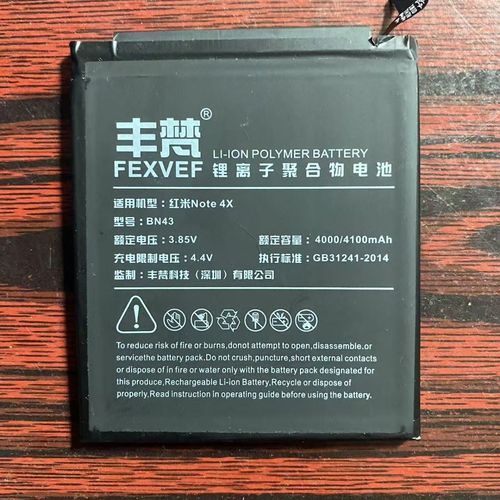 丰梵®
FEXVEF
LI-ION POLYMER BATTERY
锂离子聚合物电池
适用机型: 红米Note 4X
型号: BN43
额定电压: 3.85V 额定容量: 4000/4100mAh
充电限制电压: 4.4V 执行标准: GB31241-2014
监制: 丰梵科技（深圳）有限公司
To reduce risk of fire or burns,donot attempt to open,disassemble.or
servicethe battery pack.Do not crush,puncture,short external contacts
or dispose of in fire or water.Use only with the battery pack designated for
this produce,Rechargeable Li-ion Battery,Recycle or dispose of
properly,Read instruction in operating guide before using this battery.